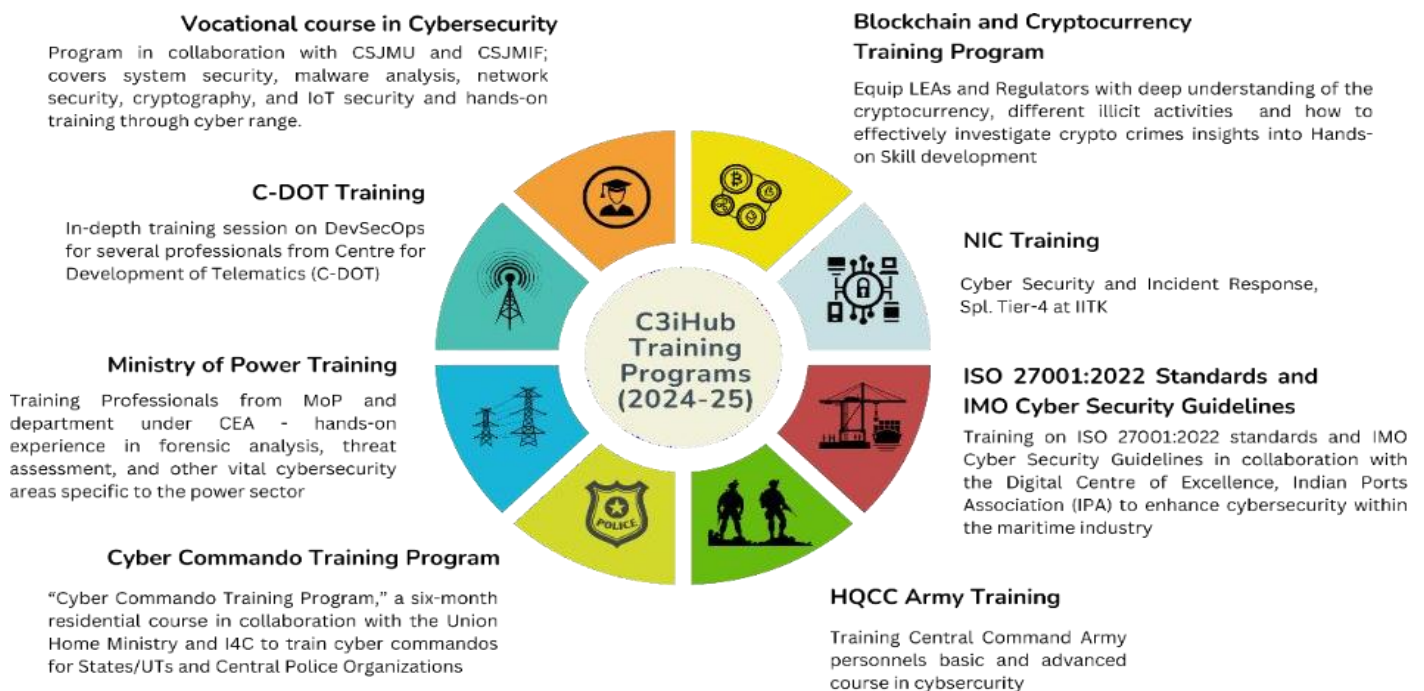 Vocational course in Cybersecurity
Program in collaboration with CSJMU and CSJMIF;
covers system security, malware analysis, network
security, cryptography, and IoT security and hands-on
training through cyber range.
Blockchain and Cryptocurrency
Training Program
Equip LEAs and Regulators with deep understanding of the
cryptocurrency, different illicit activities and how to
effectively investigate crypto crimes insights into Hands-
on Skill development
C-DOT Training
In-depth training session on DevSecOps
for several professionals from Centre for
Development of Telematics (C-DOT)
NIC Training
Cyber Security and Incident Response,
Spl. Tier-4 at IITK
C3iHub
Training
Programs
(2024-25)
Ministry of Power Training
Training Professionals from MoP and
department under CEA - hands-on
experience in forensic analysis, threat
assessment, and other vital cybersecurity
areas specific to the power sector
ISO 27001:2022 Standards and
IMO Cyber Security Guidelines
Training on ISO 27001:2022 standards and IMO
Cyber Security Guidelines in collaboration with
the Digital Centre of Excellence, Indian Ports
Association (IPA) to enhance cybersecurity within
the maritime industry
POLICE
Cyber Commando Training Program
“Cyber Commando Training Program,” a six-month
residential course in collaboration with the Union
Home Ministry and I4C to train cyber commandos
for States/UTs and Central Police Organizations
HQCC Army Training
Training Central Command Army
personnels basic and advanced
course in cybsercurity